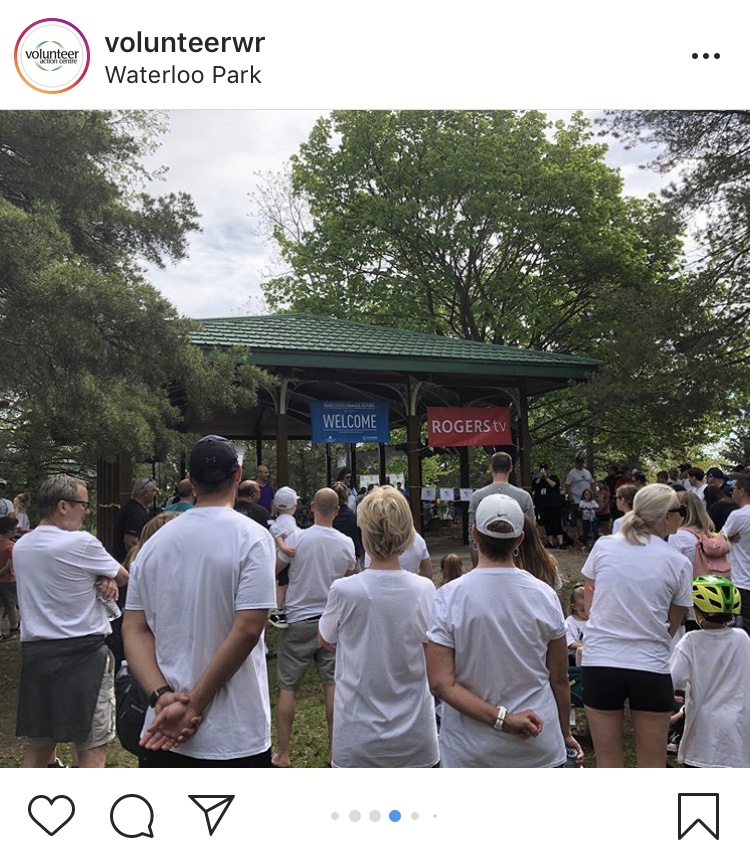 volunteerwr
volunteer
action centre
Waterloo Park
WELCOME
ROGERS tv